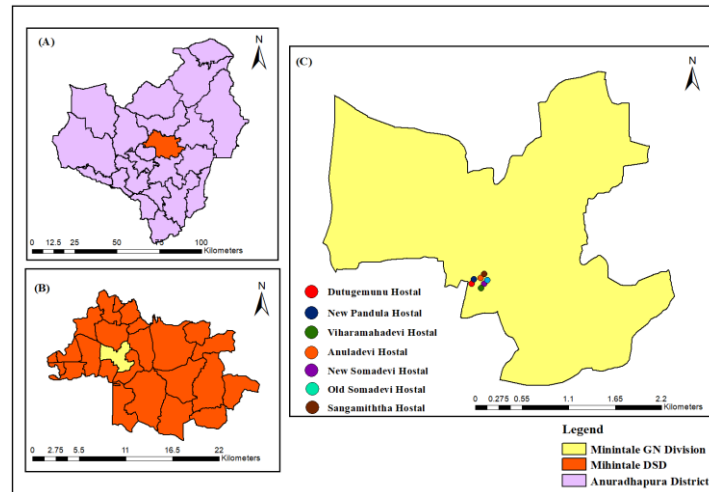 (A)
N
0 12.5 25 50 75 100
Kilometers
(B)
N
0 2.75 5.5 11 16.5 22
Kilometers
(C)
N
Dutugemunu Hostal
New Pandula Hostal
Viharamahadevi Hostal
Anuladevi Hostal
New Somadevi Hostal
Old Somadevi Hostal
Sangamiththa Hostal
0 0.275 0.55 1.1 1.65 2.2
Kilometers
Legend
Minintale GN Division
Mihintale DSD
Anuradhapura District